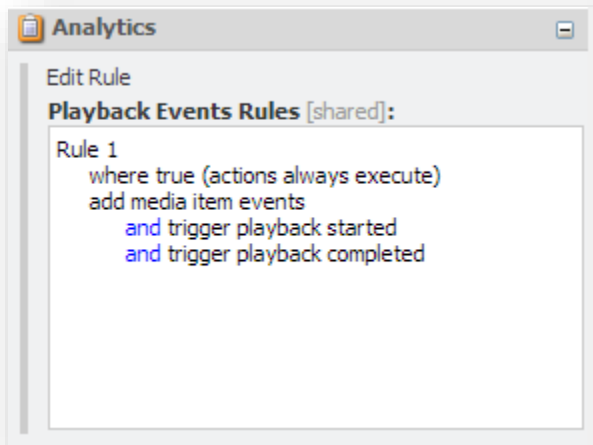 Analytics
Edit Rule
Playback Events Rules [shared]:
Rule 1
where true (actions always execute)
add media item events
and trigger playback started
and trigger playback completed